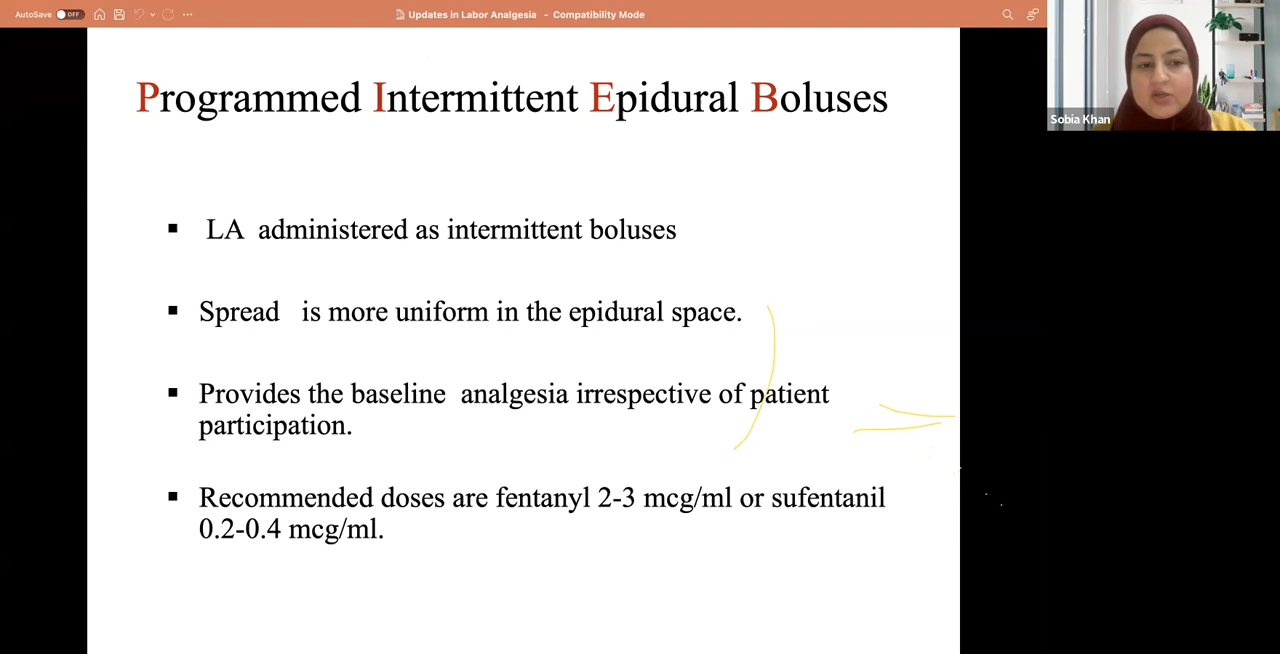 AutoSave OFF
Updates in Labor Analgesia - Compatibility Mode
Programmed Intermittent Epidural Boluses
Sobia Khan
▪ LA administered as intermittent boluses
▪ Spread is more uniform in the epidural space.
▪ Provides the baseline analgesia irrespective of patient
participation.
▪ Recommended doses are fentanyl 2-3 mcg/ml or sufentanil
0.2-0.4 mcg/ml.